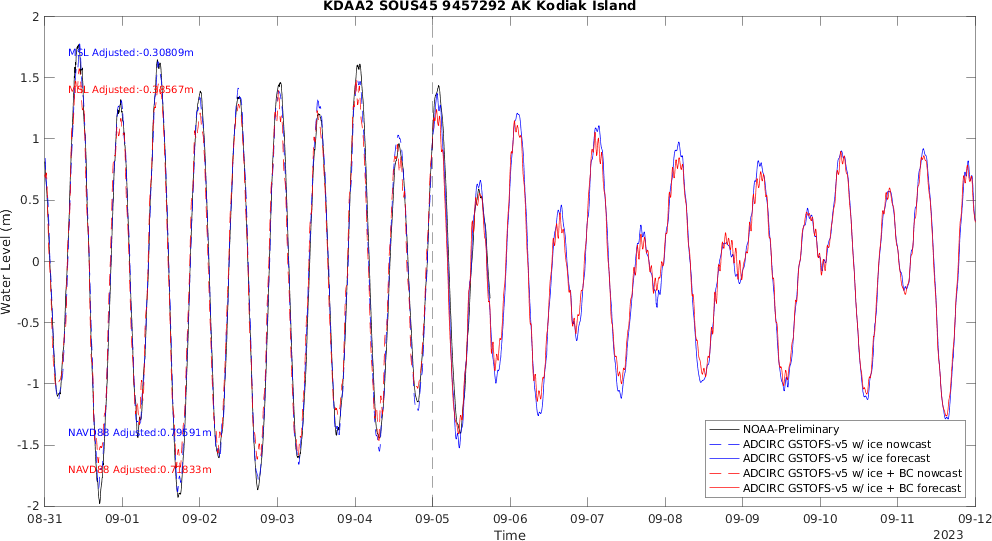 KDAA2 SOUS45 9457292 AK Kodiak Island
2
MSL Adjusted:-0.30809m
1.5
MSL Adjusted:-0.38567m
1
0.5
0
-0.5
-1
-1.5
-2
Water Level (m)
NAVD88 Adjusted:0.79591m
NAVD88 Adjusted:0.71833m
NOAA-Preliminary
ADCIRC GSTOFS-v5 w/ ice nowcast
ADCIRC GSTOFS-v5 w/ ice forecast
ADCIRC GSTOFS-v5 w/ ice + BC nowcast
ADCIRC GSTOFS-v5 w/ ice + BC forecast
08-31 09-01 09-02 09-03 09-04 09-05 09-06 09-07 09-08 09-09 09-10 09-11 09-12
Time
2023